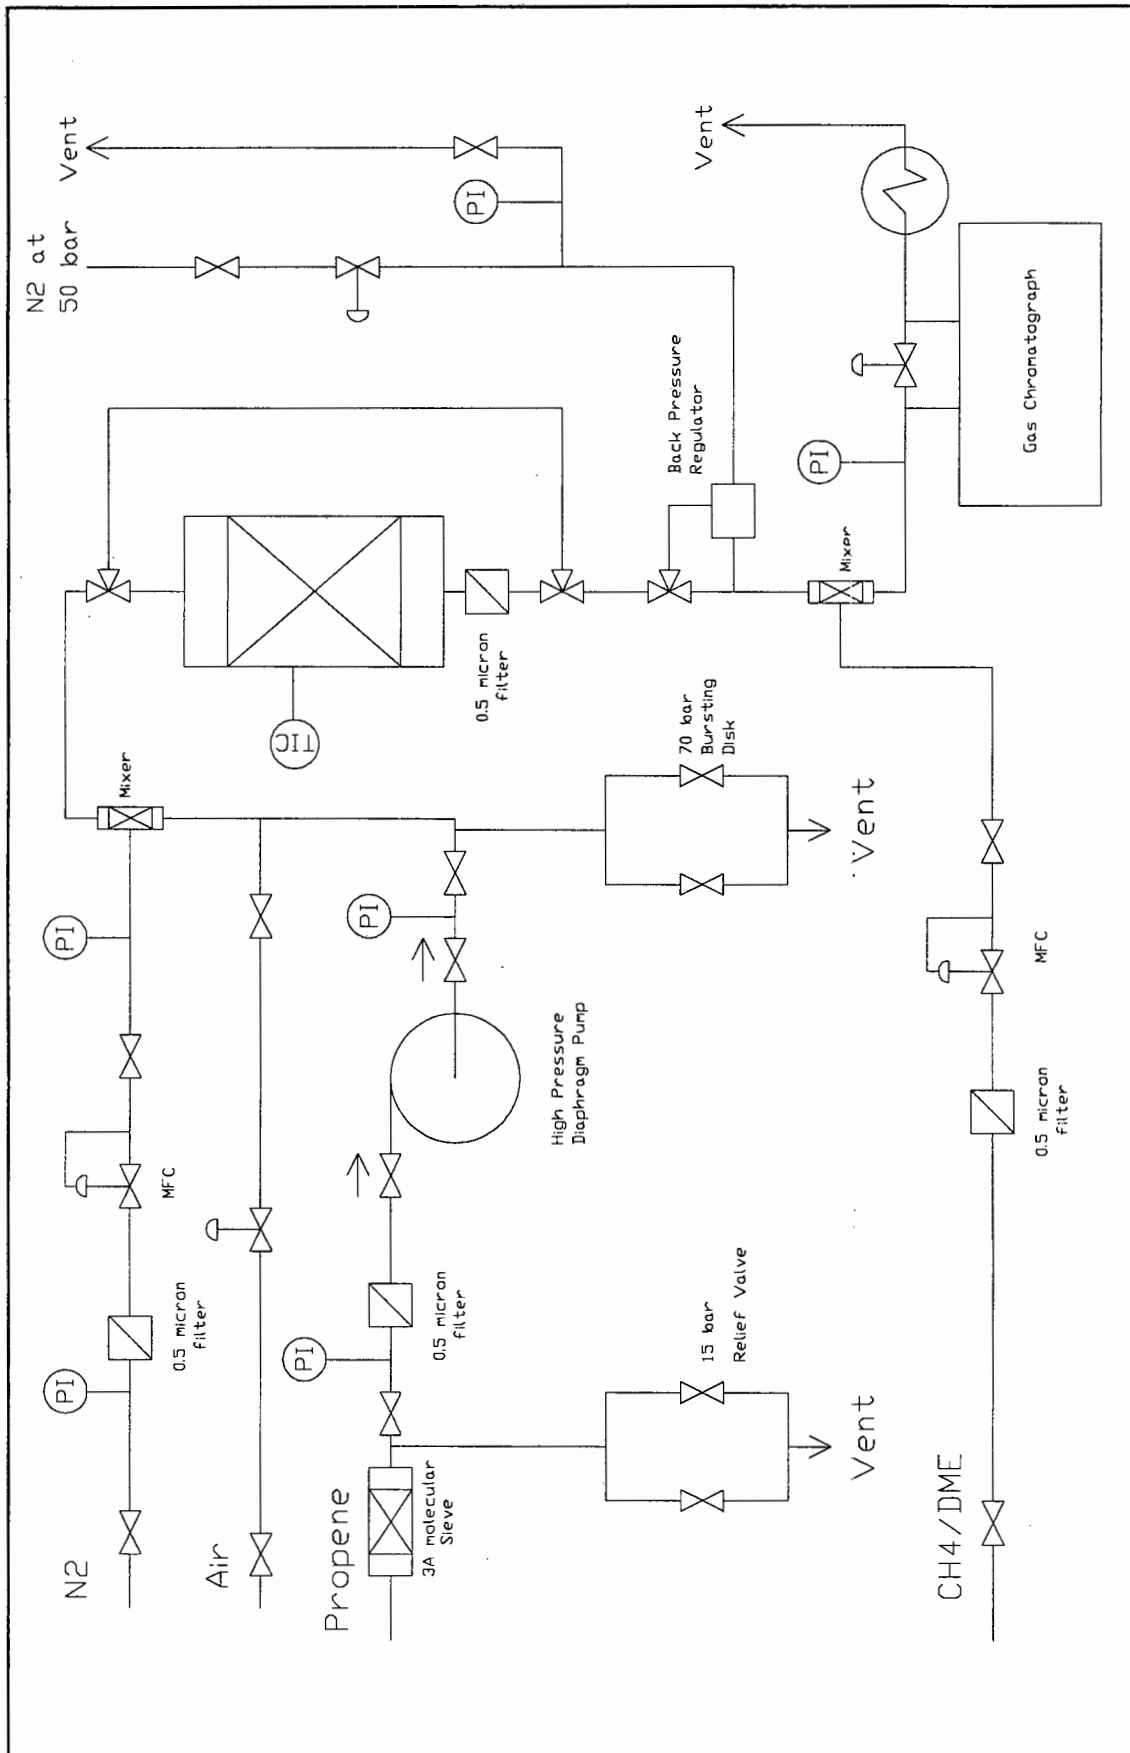 N2
PI
0.5 micron
filter
MFC
PI
Mixer
Air
Propene
3A molecular
Sieve
PI
0.5 micron
filter
High Pressure
Diaphragm Pump
PI
15 bar
Relief Valve
Vent
70 bar
Bursting
Disk
Vent
TIC
0.5 micron
filter
N2 at
50 bar
Vent
PI
Back Pressure
Regulator
Mixer
PI
Vent
Gas Chromatograph
CH4/DME
0.5 micron
filter
MFC